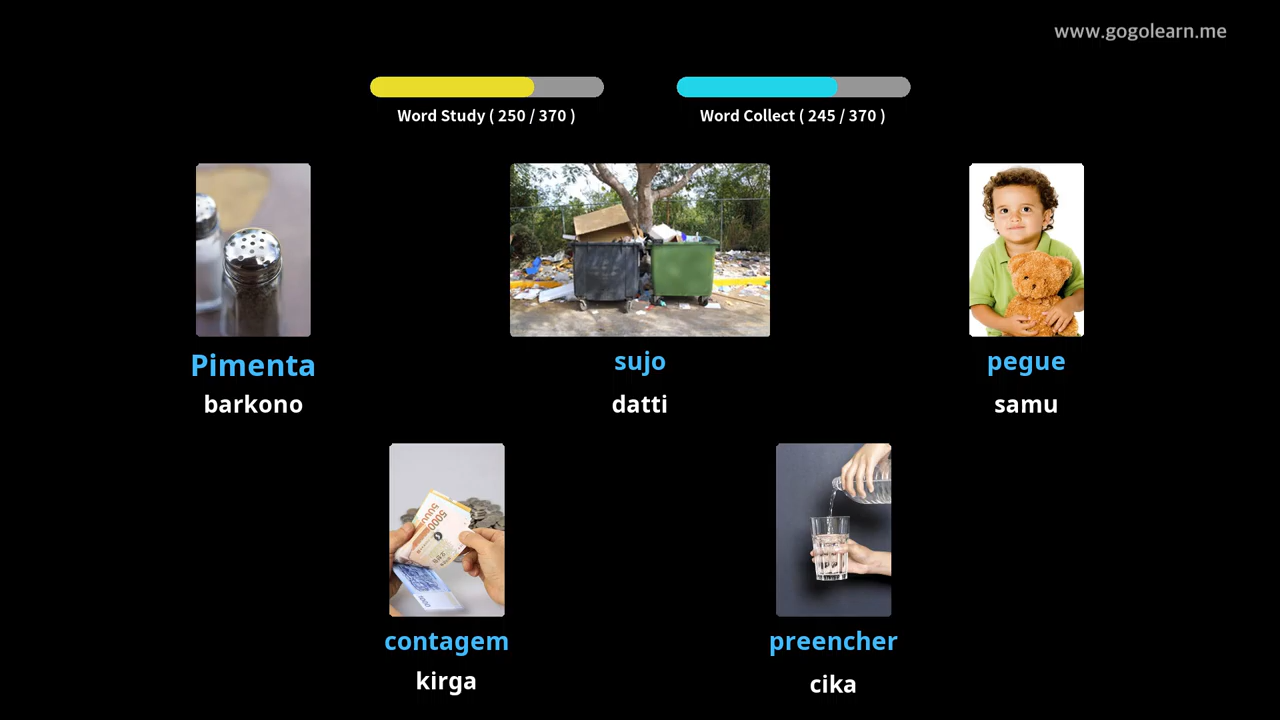 www.gogolearn.me
Word Study ( 250 / 370 )
Word Collect ( 245 / 370 )
Pimenta
barkono
sujo
datti
pegue
samu
contagem
kirga
preencher
cika